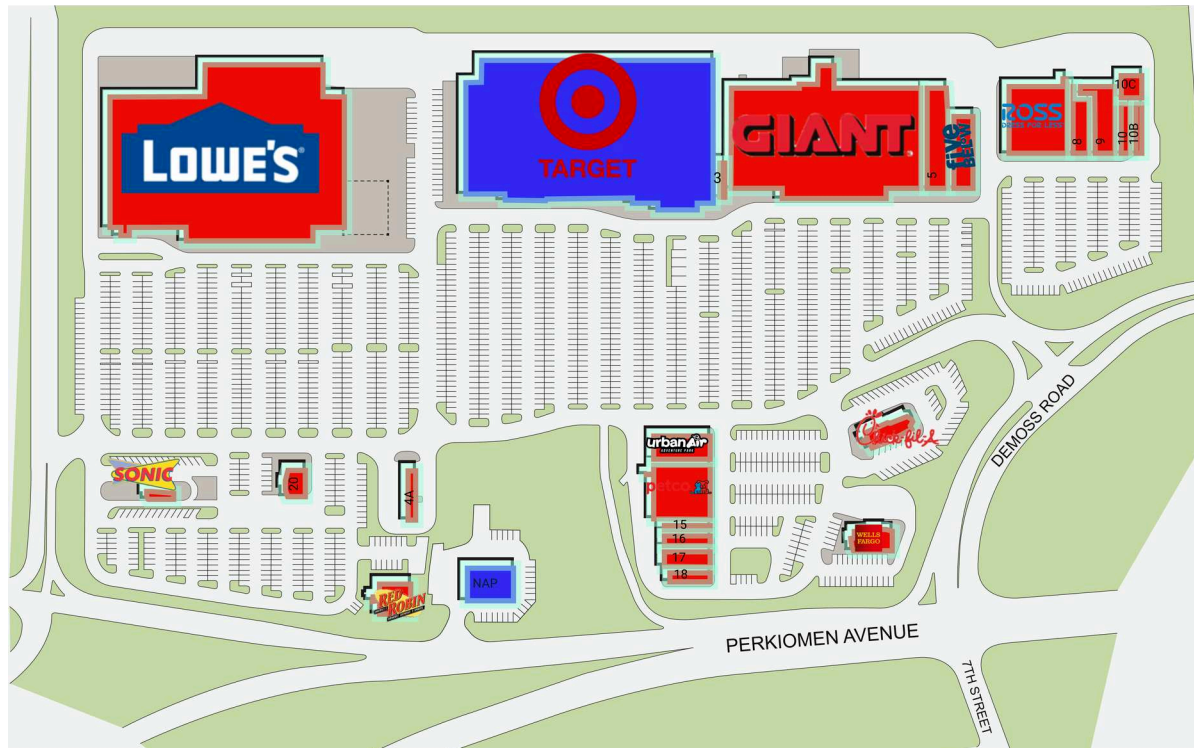 LOWE'S
TARGET
3
GIANT
5
five
BELOW
ROSS
DRESS FOR LESS
8
9
10
10B
10C
SONIC
20
4A
RED
ROBIN
NAP
urbanAir
ADVENTURE PARK
petco
15
16
17
18
Chick-fil-A
WELLS
FARGO
DEMOSS ROAD
PERKIOMEN AVENUE
7TH STREET